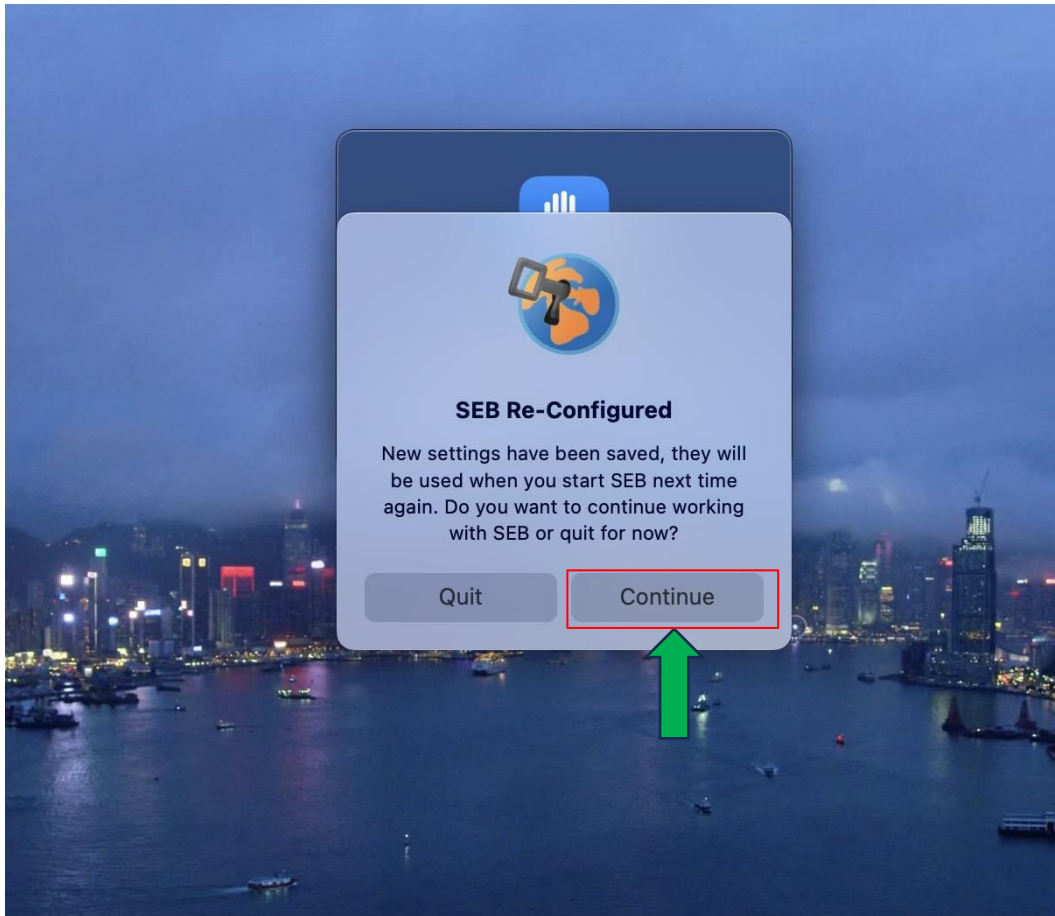 SEB Re-Configured
New settings have been saved, they will
be used when you start SEB next time
again. Do you want to continue working
with SEB or quit for now?
Quit
Continue